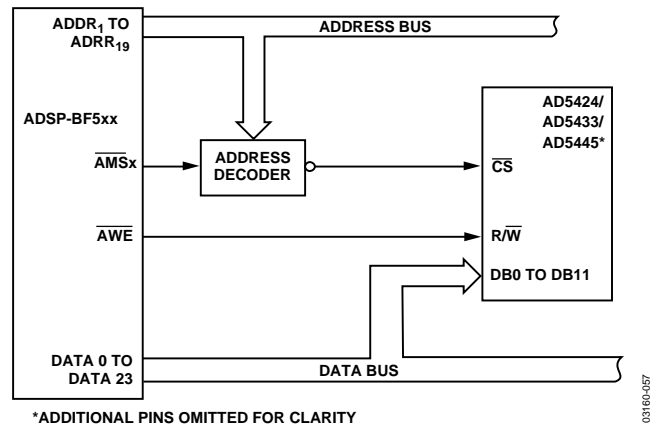 ADDR1 TO
ADRR19
ADDRESS BUS
ADSP-BF5xx
AD5424/
AD5433/
AD5445*
AMSx
ADDRESS
DECODER
CS
AWE
R/W
DB0 TO DB11
DATA 0 TO
DATA 23
DATA BUS
*ADDITIONAL PINS OMITTED FOR CLARITY
03160-057